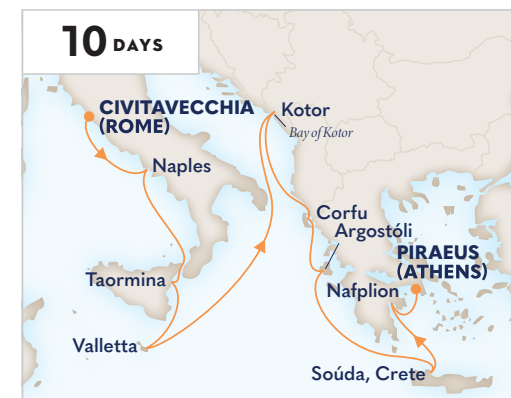 10 DAYS
CIVITAVECCHIA
(ROME)
Naples
Taormina
Valletta
Kotor
Bay of Kotor
Corfu
Argostóli
PIRAEUS
(ATHENS)
Nafplion
Soúda, Crete